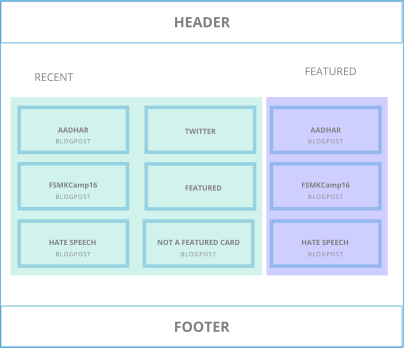 HEADER
RECENT
FEATURED
AADHAR
BLOGPOST
TWITTER
AADHAR
BLOGPOST
FSMKCamp16
BLOGPOST
FEATURED
FSMKCamp16
BLOGPOST
HATE SPEECH
BLOGPOST
NOT A FEATURED CARD
BLOGPOST
HATE SPEECH
BLOGPOST
FOOTER